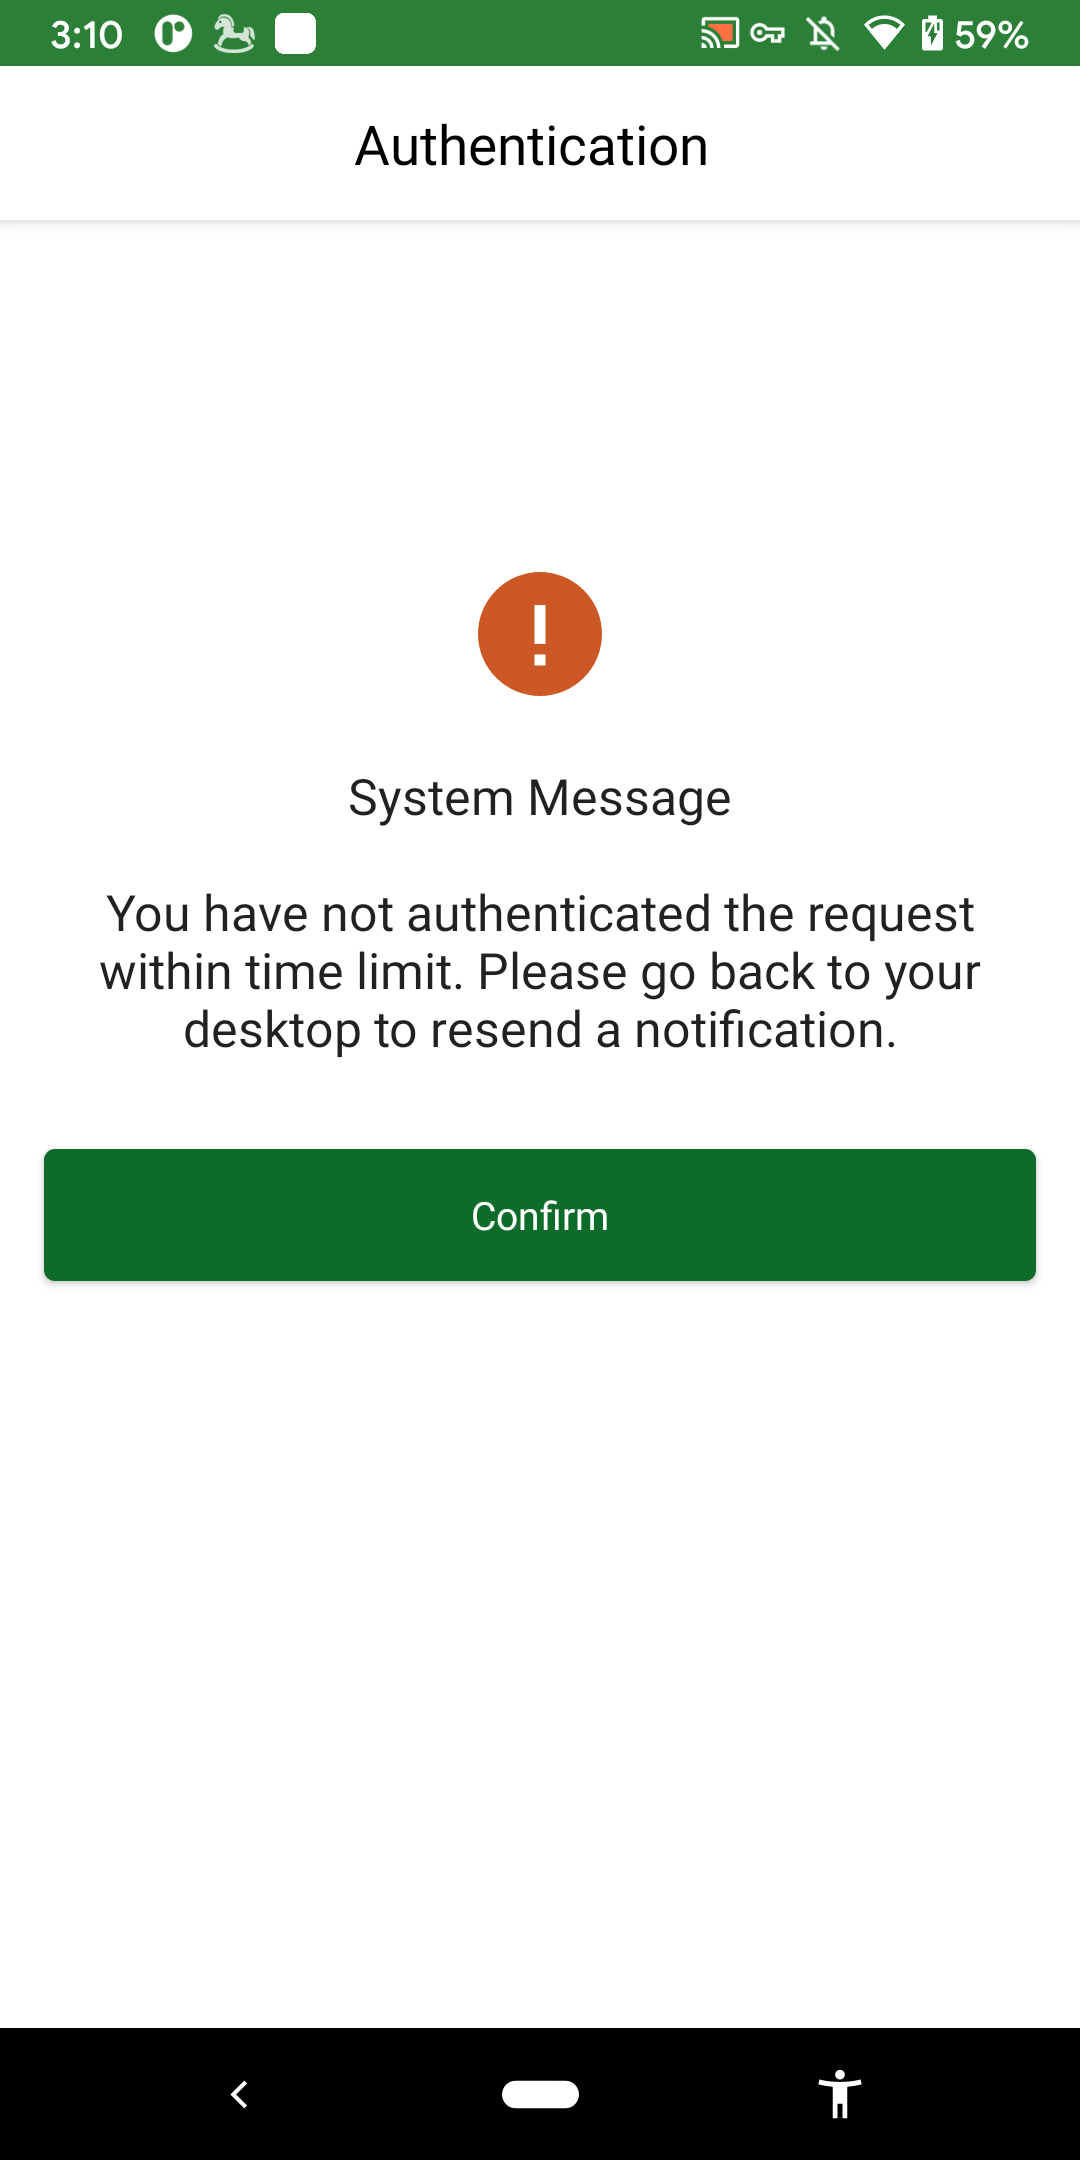 3:10
59%
Authentication
System Message
You have not authenticated the request
within time limit. Please go back to your
desktop to resend a notification.
Confirm